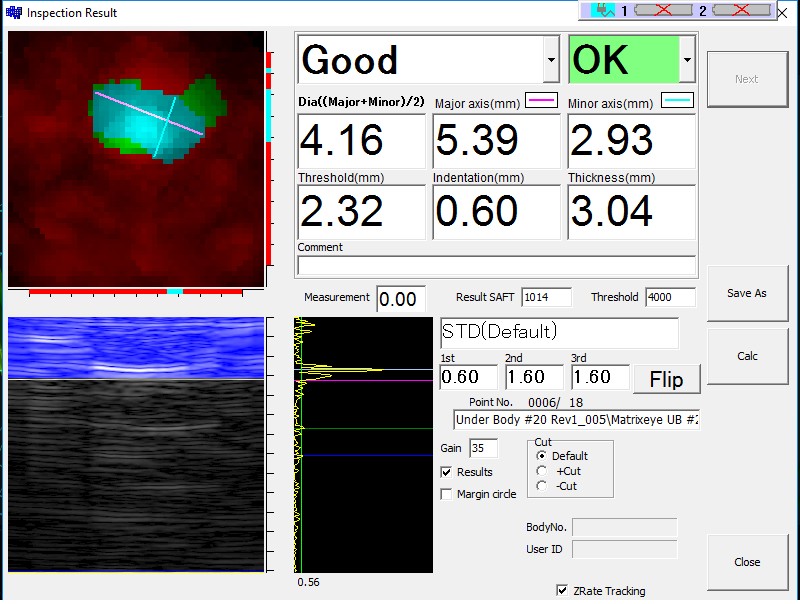 Inspection Result
1 2
Good OK
Next
Dia((Major+Minor)/2) Major axis(mm) Minor axis(mm)
4.16 5.39 2.93
Threshold(mm) Indentation(mm) Thickness(mm)
2.32 0.60 3.04
Comment
Measurement 0.00 Result SAFT 1014 Threshold 4000
Save As
STD(Default)
Calc
1st 2nd 3rd
0.60 1.60 1.60 Flip
Point No. 0006/ 18
Under Body #20 Rev1_005\Matrixeye UB #2
Gain 35
Cut
Default
+Cut
-Cut
Results
Margin circle
BodyNo.
User ID
Close
0.56
ZRate Tracking